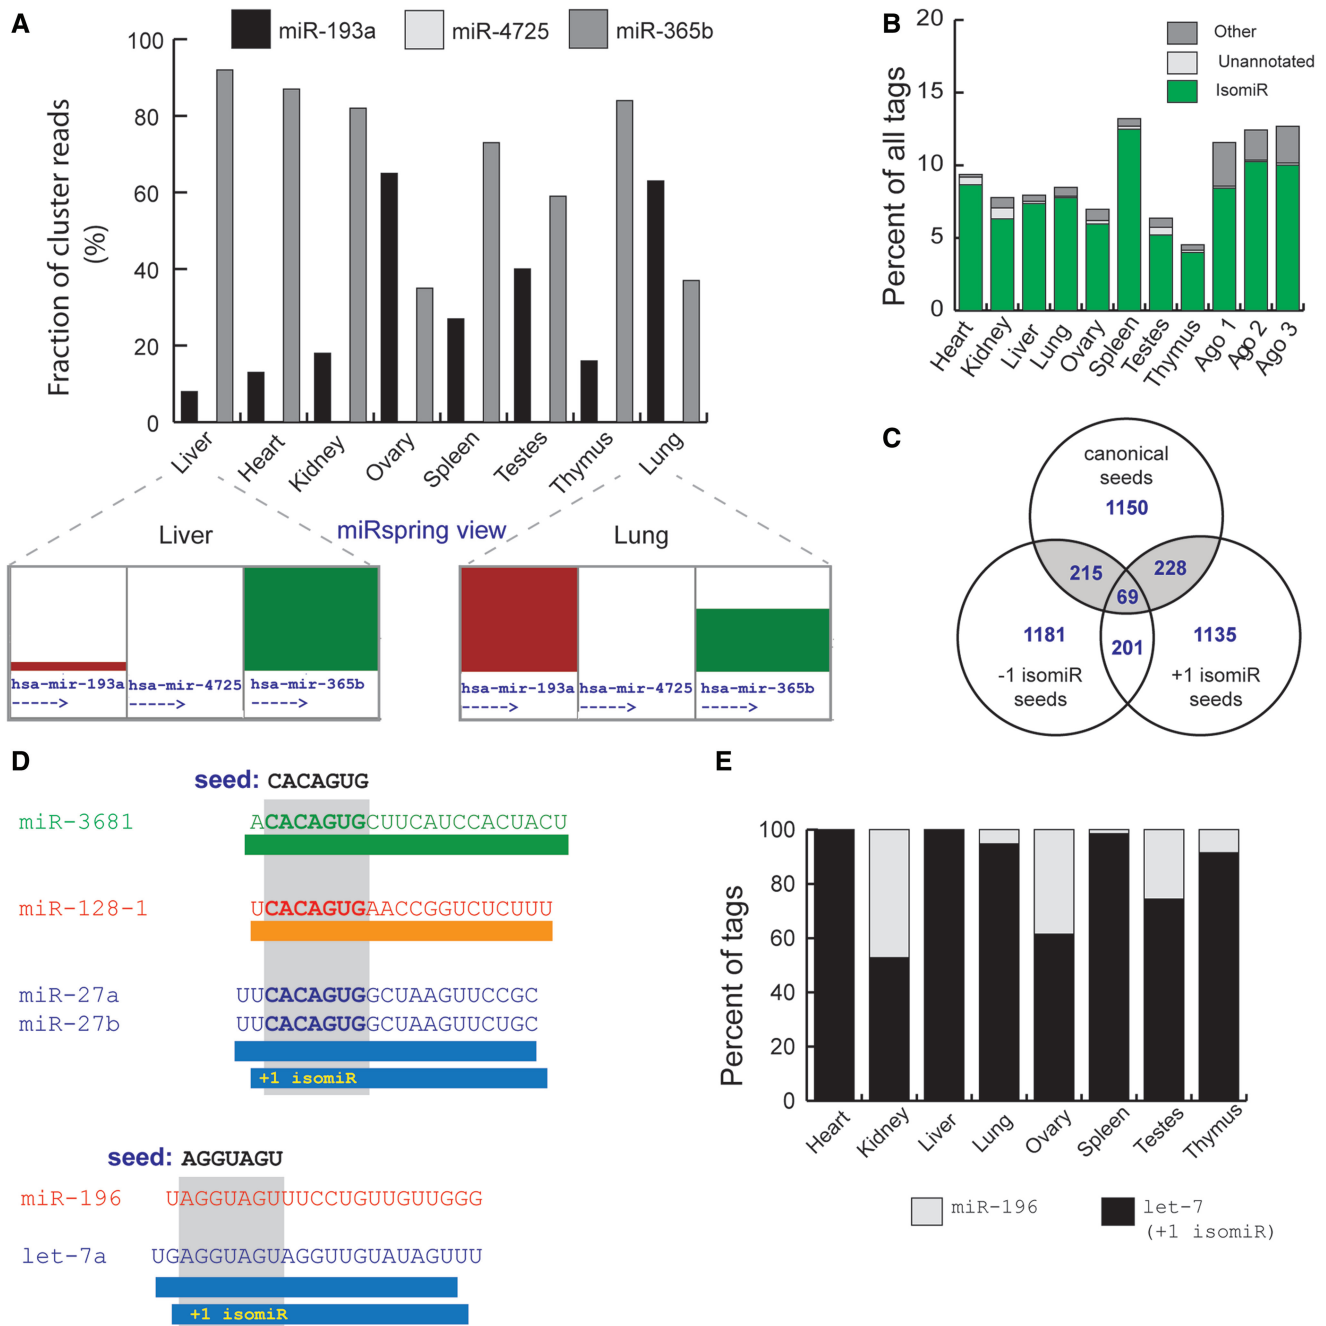 A
miR-193a
miR-4725
miR-365b
Fraction of cluster reads
(%)
100
80
60
40
20
0
Liver
Heart
Kidney
Ovary
Spleen
Testes
Thymus
Lung
miRspring view
Liver
Lung
hsa-mir-193a
hsa-mir-4725
hsa-mir-365b
----->
----->
----->
hsa-mir-193a
hsa-mir-4725
hsa-mir-365b
----->
----->
----->
B
Percent of all tags
20
15
10
5
0
Other
Unannotated
IsomiR
Heart
Kidney
Liver
Lung
Ovary
Spleen
Testes
Thymus
Ago 1
Ago 2
Ago 3
C
canonical
seeds
1150
215
228
69
1181
201
1135
-1 isomiR
seeds
+1 isomiR
seeds
D
seed: CACAGUG
miR-3681
ACACAGUGCUUCAUCCACUACU
miR-128-1
UCACAGUGAACCGGUCUCUUU
miR-27a
UUCACAGUGGCUAAGUUCCGC
miR-27b
UUCACAGUGGCUAAGUUCUGC
+1 isomiR
seed: AGGUAGU
miR-196
UAGGUAGUUUCCUGUUGUUGGG
let-7a
UGAGGUAGUAGGUUGUAUAGUUU
+1 isomiR
E
Percent of tags
100
80
60
40
20
0
Heart
Kidney
Liver
Lung
Ovary
Spleen
Testes
Thymus
miR-196
let-7
(+1 isomiR)